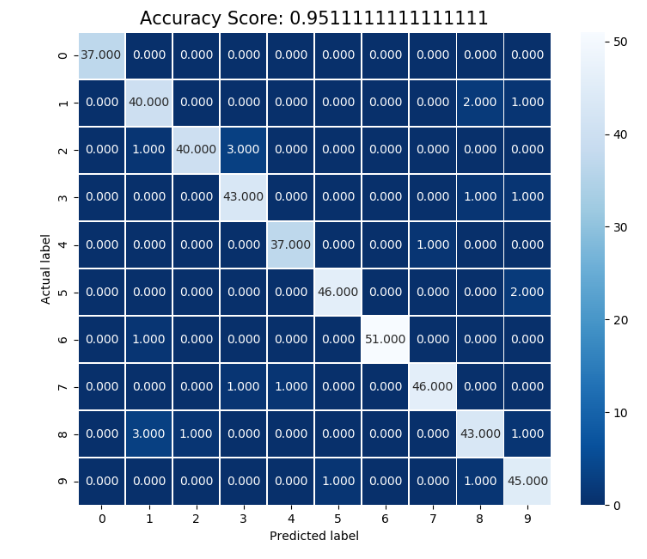 Accuracy Score: 0.9511111111111111
0 37.000 0.000 0.000 0.000 0.000 0.000 0.000 0.000 0.000 0.000
1 0.000 40.000 0.000 0.000 0.000 0.000 0.000 0.000 2.000 1.000
2 0.000 1.000 40.000 3.000 0.000 0.000 0.000 0.000 0.000 0.000
3 0.000 0.000 0.000 43.000 0.000 0.000 0.000 0.000 1.000 1.000
4 0.000 0.000 0.000 0.000 37.000 0.000 0.000 1.000 0.000 0.000
5 0.000 0.000 0.000 0.000 0.000 46.000 0.000 0.000 0.000 2.000
6 0.000 1.000 0.000 0.000 0.000 0.000 51.000 0.000 0.000 0.000
7 0.000 0.000 0.000 1.000 1.000 0.000 0.000 46.000 0.000 0.000
8 0.000 3.000 1.000 0.000 0.000 0.000 0.000 0.000 43.000 1.000
9 0.000 0.000 0.000 0.000 0.000 1.000 0.000 0.000 1.000 45.000
0 1 2 3 4 5 6 7 8 9
Predicted label
Actual label
50
40
30
20
10
0